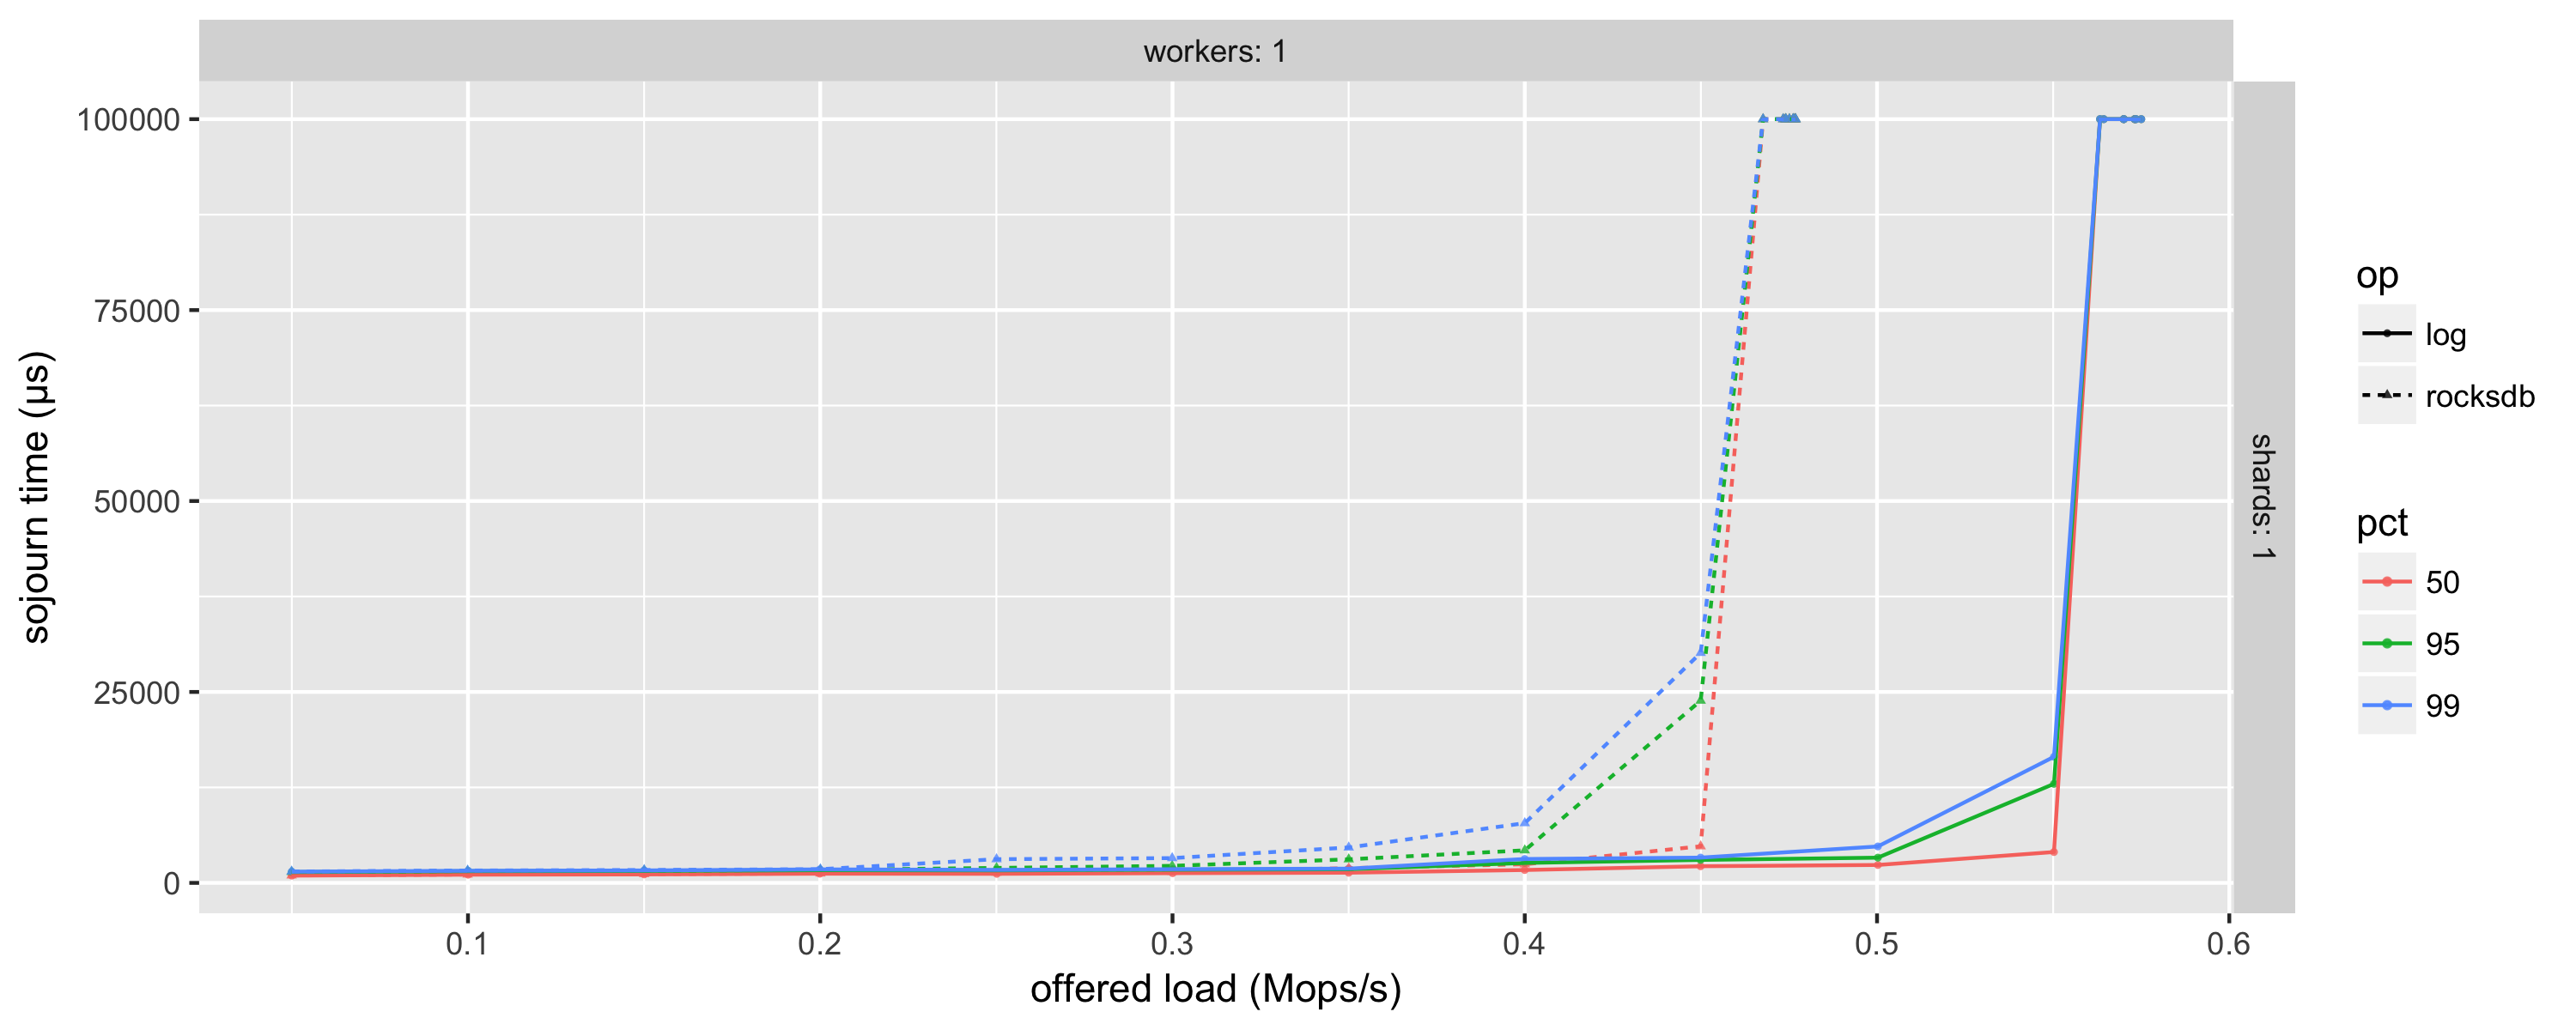 workers: 1
100000
75000
50000
25000
0
sojourn time (μs)
0.1
0.2
0.3
0.4
0.5
0.6
offered load (Mops/s)
shards: 1
op
log
rocksdb
pct
50
95
99